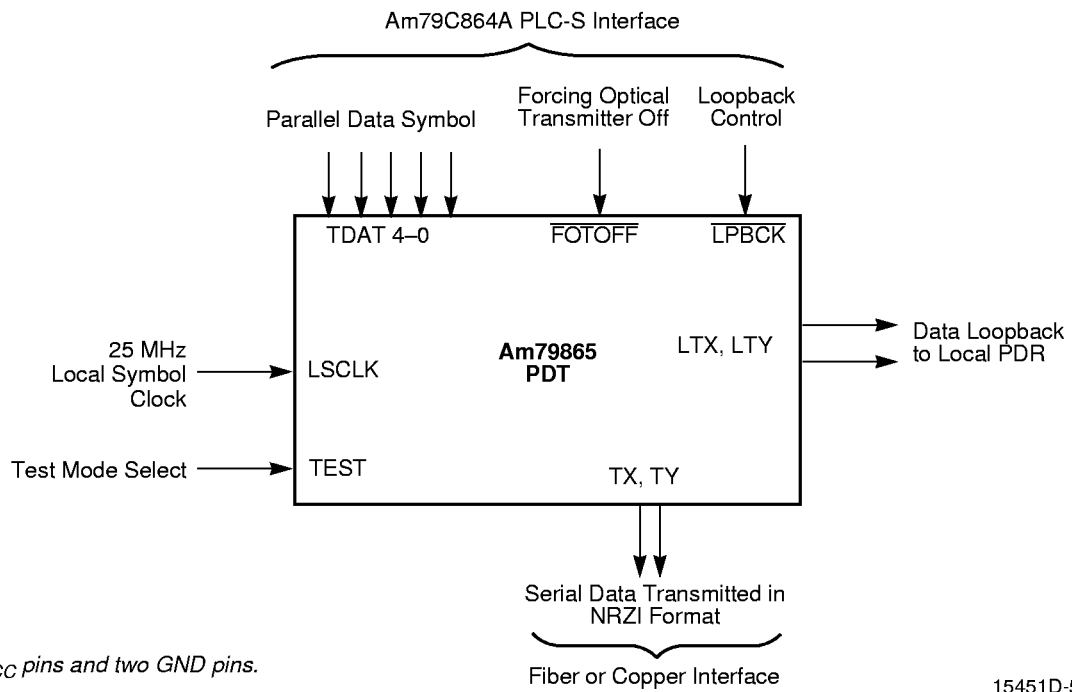 Am79C864A PLC-S Interface
Parallel Data Symbol
Forcing Optical
Transmitter Off
Loopback
Control
TDAT 4–0
FOTOFF
LPBCK
25 MHz
Local Symbol
Clock
LSCLK
Am79865
PDT
LTX, LTY
Data Loopback
to Local PDR
Test Mode Select
TEST
TX, TY
Serial Data Transmitted in
NRZI Format
Fiber or Copper Interface
CC pins and two GND pins.